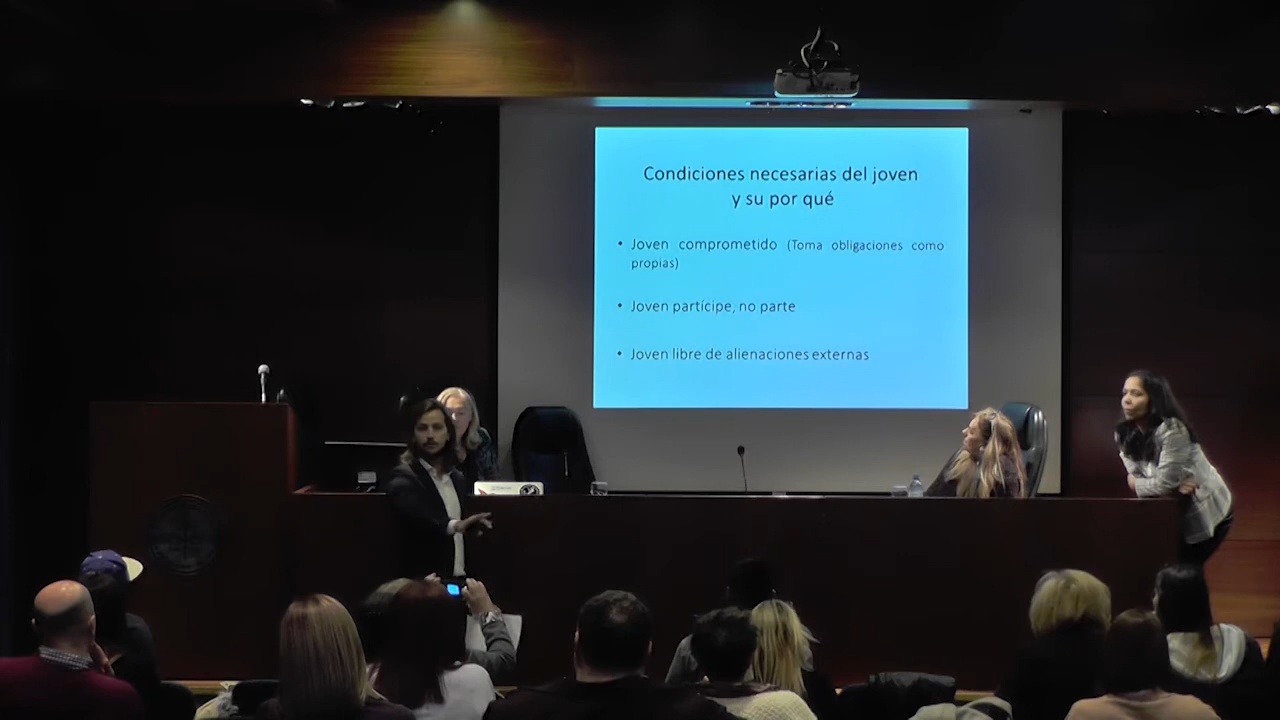 Condiciones necesarias del joven
y su por qué
• Joven comprometido (Toma obligaciones como
propias)
• Joven partícipe, no parte
• Joven libre de alienaciones externas